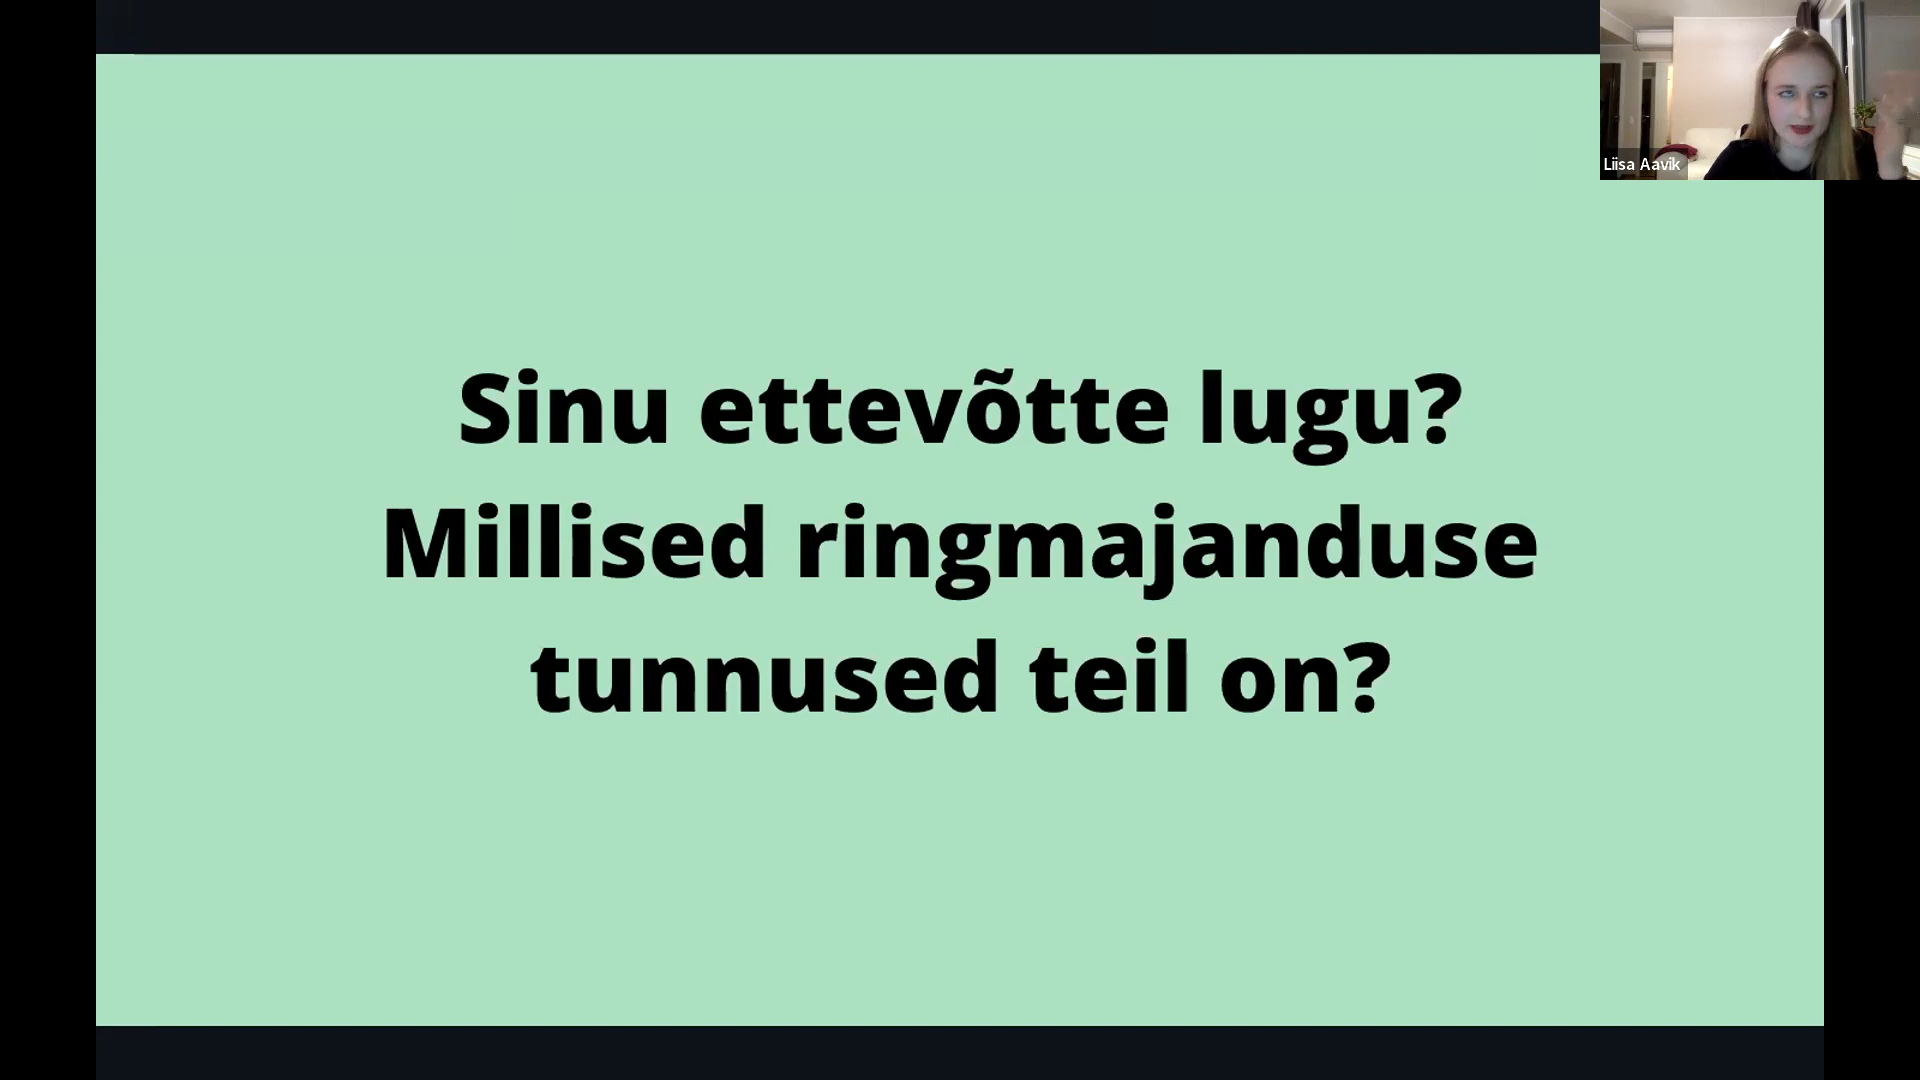 Liisa Aavik
Sinu ettevõtte lugu?
Millised ringmajanduse
tunnused teil on?